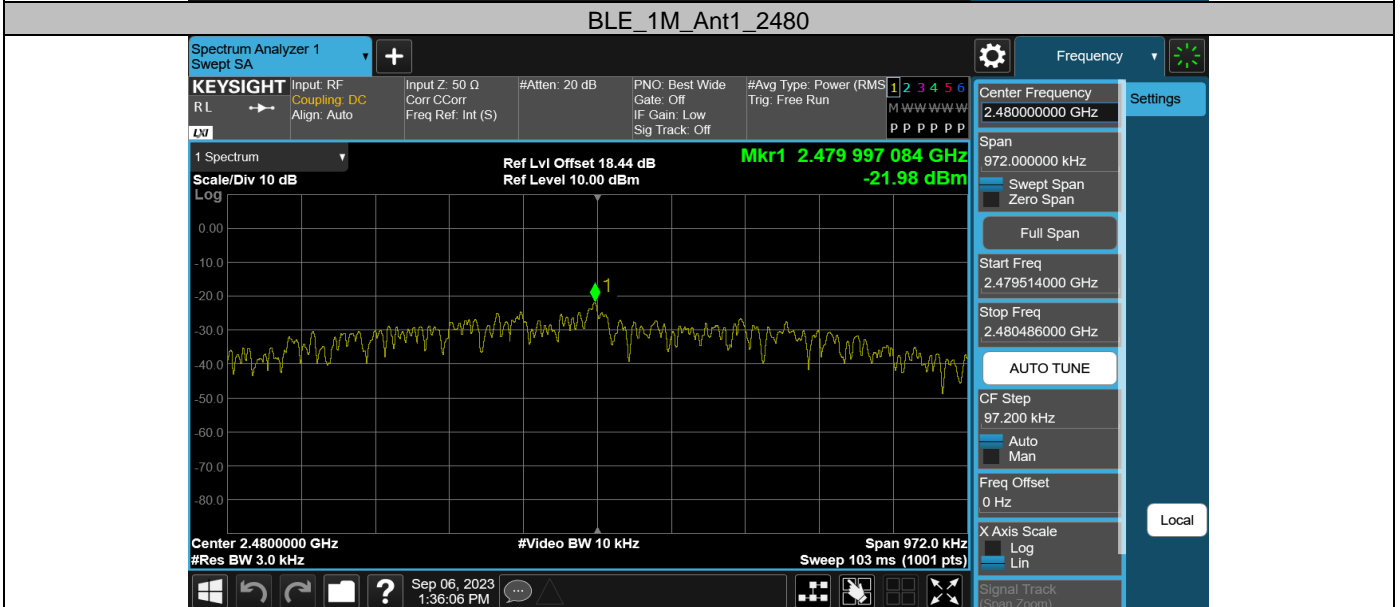 BLE_1M_Ant1_2480
Spectrum Analyzer 1
Swept SA
+
Frequency
KEYSIGHT
RL
LXI
Input: RF
Coupling: DC
Align: Auto
Input Z: 50 Ω
Corr CCorr
Freq Ref: Int (S)
#Atten: 20 dB
PNO: Best Wide
Gate: Off
IF Gain: Low
Sig Track: Off
#Avg Type: Power (RMS
Trig: Free Run
1 2 3 4 5 6
M W W W W W
P P P P P P
1 Spectrum
Scale/Div 10 dB
Log
Ref Lvl Offset 18.44 dB
Ref Level 10.00 dBm
Mkr1 2.479 997 084 GHz
-21.98 dBm
0.00
-10.0
-20.0
-30.0
-40.0
-50.0
-60.0
-70.0
-80.0
1
Center 2.4800000 GHz
#Res BW 3.0 kHz
#Video BW 10 kHz
Span 972.0 kHz
Sweep 103 ms (1001 pts)
Sep 06, 2023
1:36:06 PM
?
Center Frequency
2.480000000 GHz
Settings
Span
972.000000 kHz
Swept Span
Zero Span
Full Span
Start Freq
2.479514000 GHz
Stop Freq
2.480486000 GHz
AUTO TUNE
CF Step
97.200 kHz
Auto
Man
Freq Offset
0 Hz
Local
X Axis Scale
Log
Lin
Signal Track
(Span Zoom)